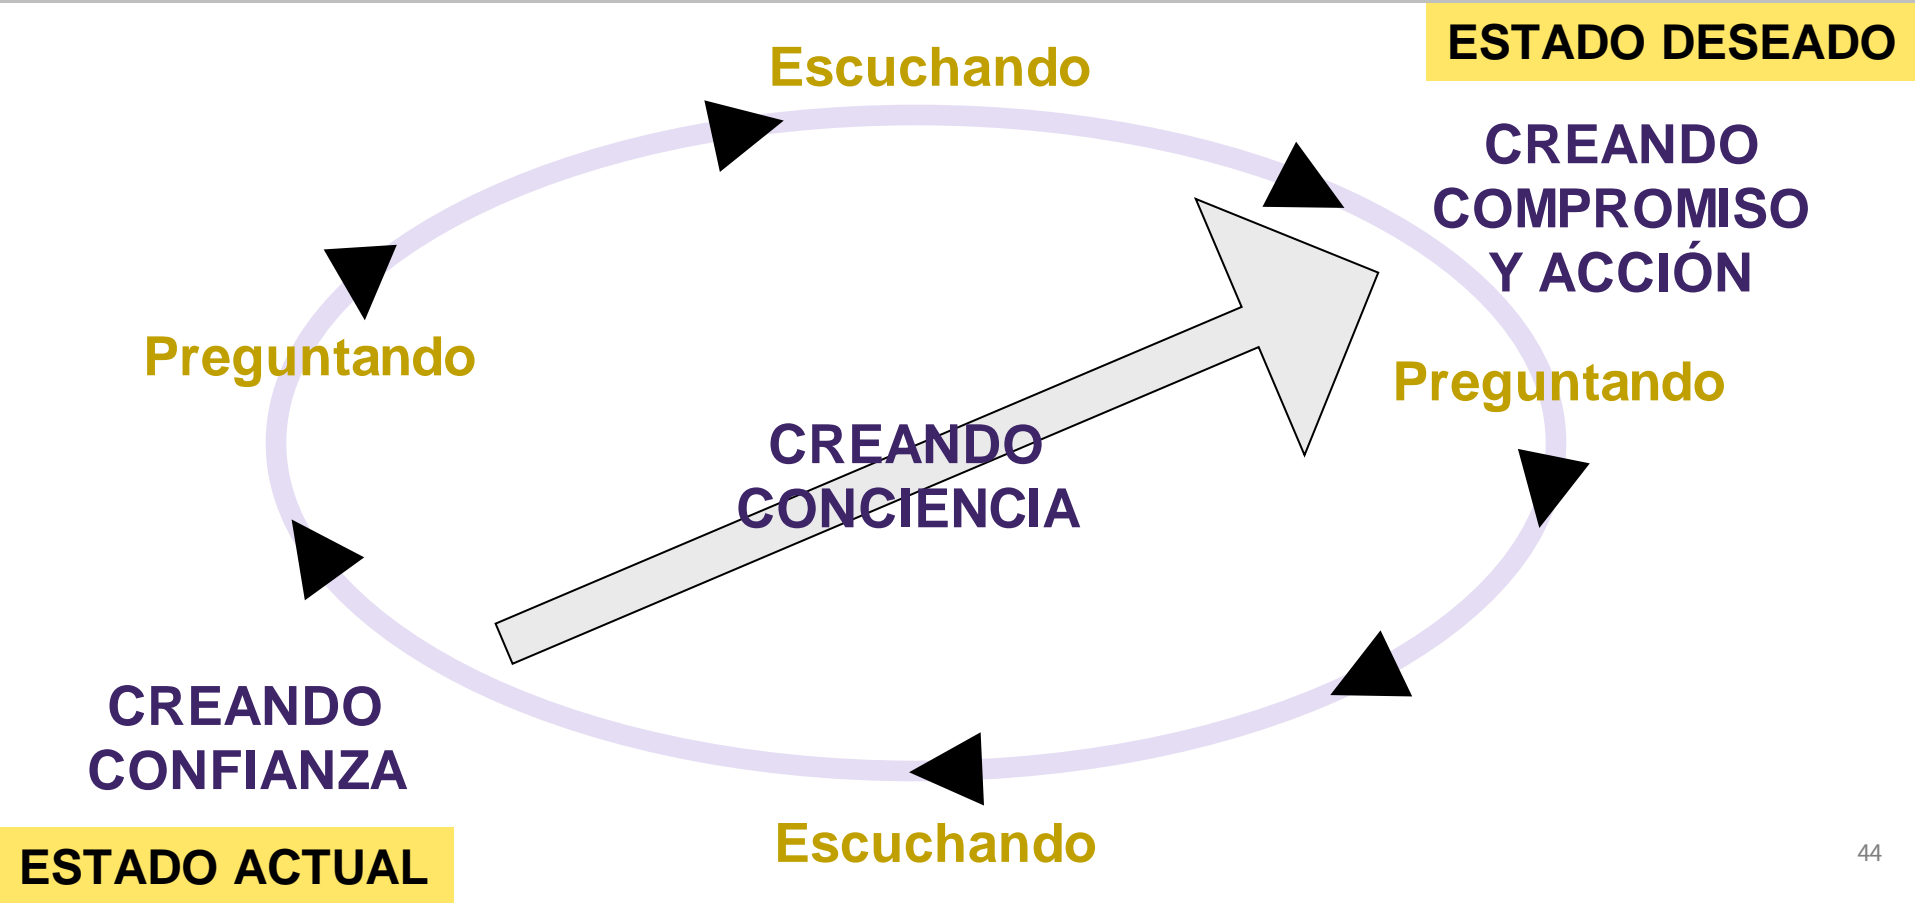 ESTADO DESEADO
Escuchando
CREANDO
COMPROMISO
Y ACCIÓN
Preguntando
Preguntando
CREANDO
CONCIENCIA
CREANDO
CONFIANZA
Escuchando
ESTADO ACTUAL
44